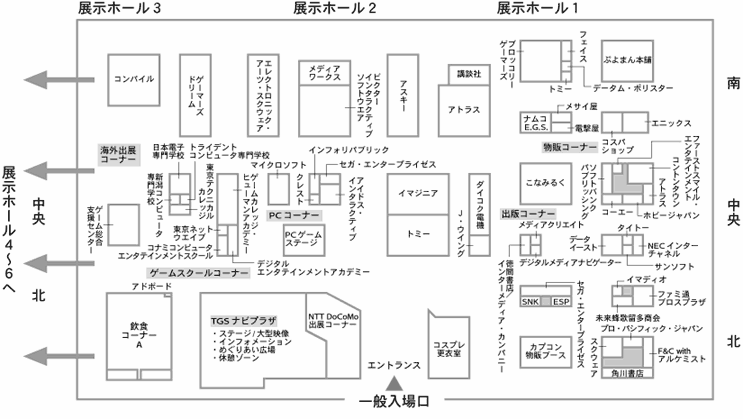 展示ホール3
展示ホール2
展示ホール1
南
中央
北
中央
北
展示ホール4〜6へ
コンパイル
ゲーマーズドリーム
エレクトロニック・アーツ・スクウェア
メディアワークス
ビクターインタラクティブソフトウエア
アスキー
講談社
アトラス
ブロッコリーゲーマーズ
フェイス
トミー
データム・ポリスター
ぷよまん本舗
メサイヤ
ナムコ
E.G.S.
電撃屋
コスパショップ
エニックス
物販コーナー
海外出展コーナー
日本電子専門学校
トライデントコンピュータ専門学校
新潟コンピュータ専門学校
東京テクニカルカレッジ
ゲームカレッジ・ヒューマンアカデミー
東京ネットウエイブ
コナミコンピュータエンタテインメントスクール
デジタルエンタテインメントアカデミー
ゲームスクールコーナー
ゲーム総合支援センター
マイクロソフト
インフォリパブリック
セガ・エンタープライゼス
クレスト
アイドス・インタラクティブ
PCコーナー
PCゲームステージ
イマジニア
トミー
ダイコク電機
J・ウイング
こなみるく
ソフトバンクパブリッシング
エファースト・スマイル・エンタテインメント
コントンタウン
アトラス
コーエー
ホビージャパン
出版コーナー
メディアクリエイト
徳間書店
インターメディア・カンパニー
デジタルメディアナビゲーター
データイースト
タイトー
NECインターチャネル
サンソフト
SNK
ESP
セガ・エンタープライゼス
イマディオ
ファミ通ブロスプラザ
未来蜂歌留多商会
プロ・パシフィック・ジャパン
スクウェア
F&C with アルケミスト
角川書店
カプコン物販ブース
アドボード
飲食コーナーA
TGSナビプラザ
・ステージ/大型映像
・インフォメーション
・めぐりあい広場
・休憩ゾーン
NTT DoCoMo
出展コーナー
エントランス
コスプレ更衣室
一般入場口